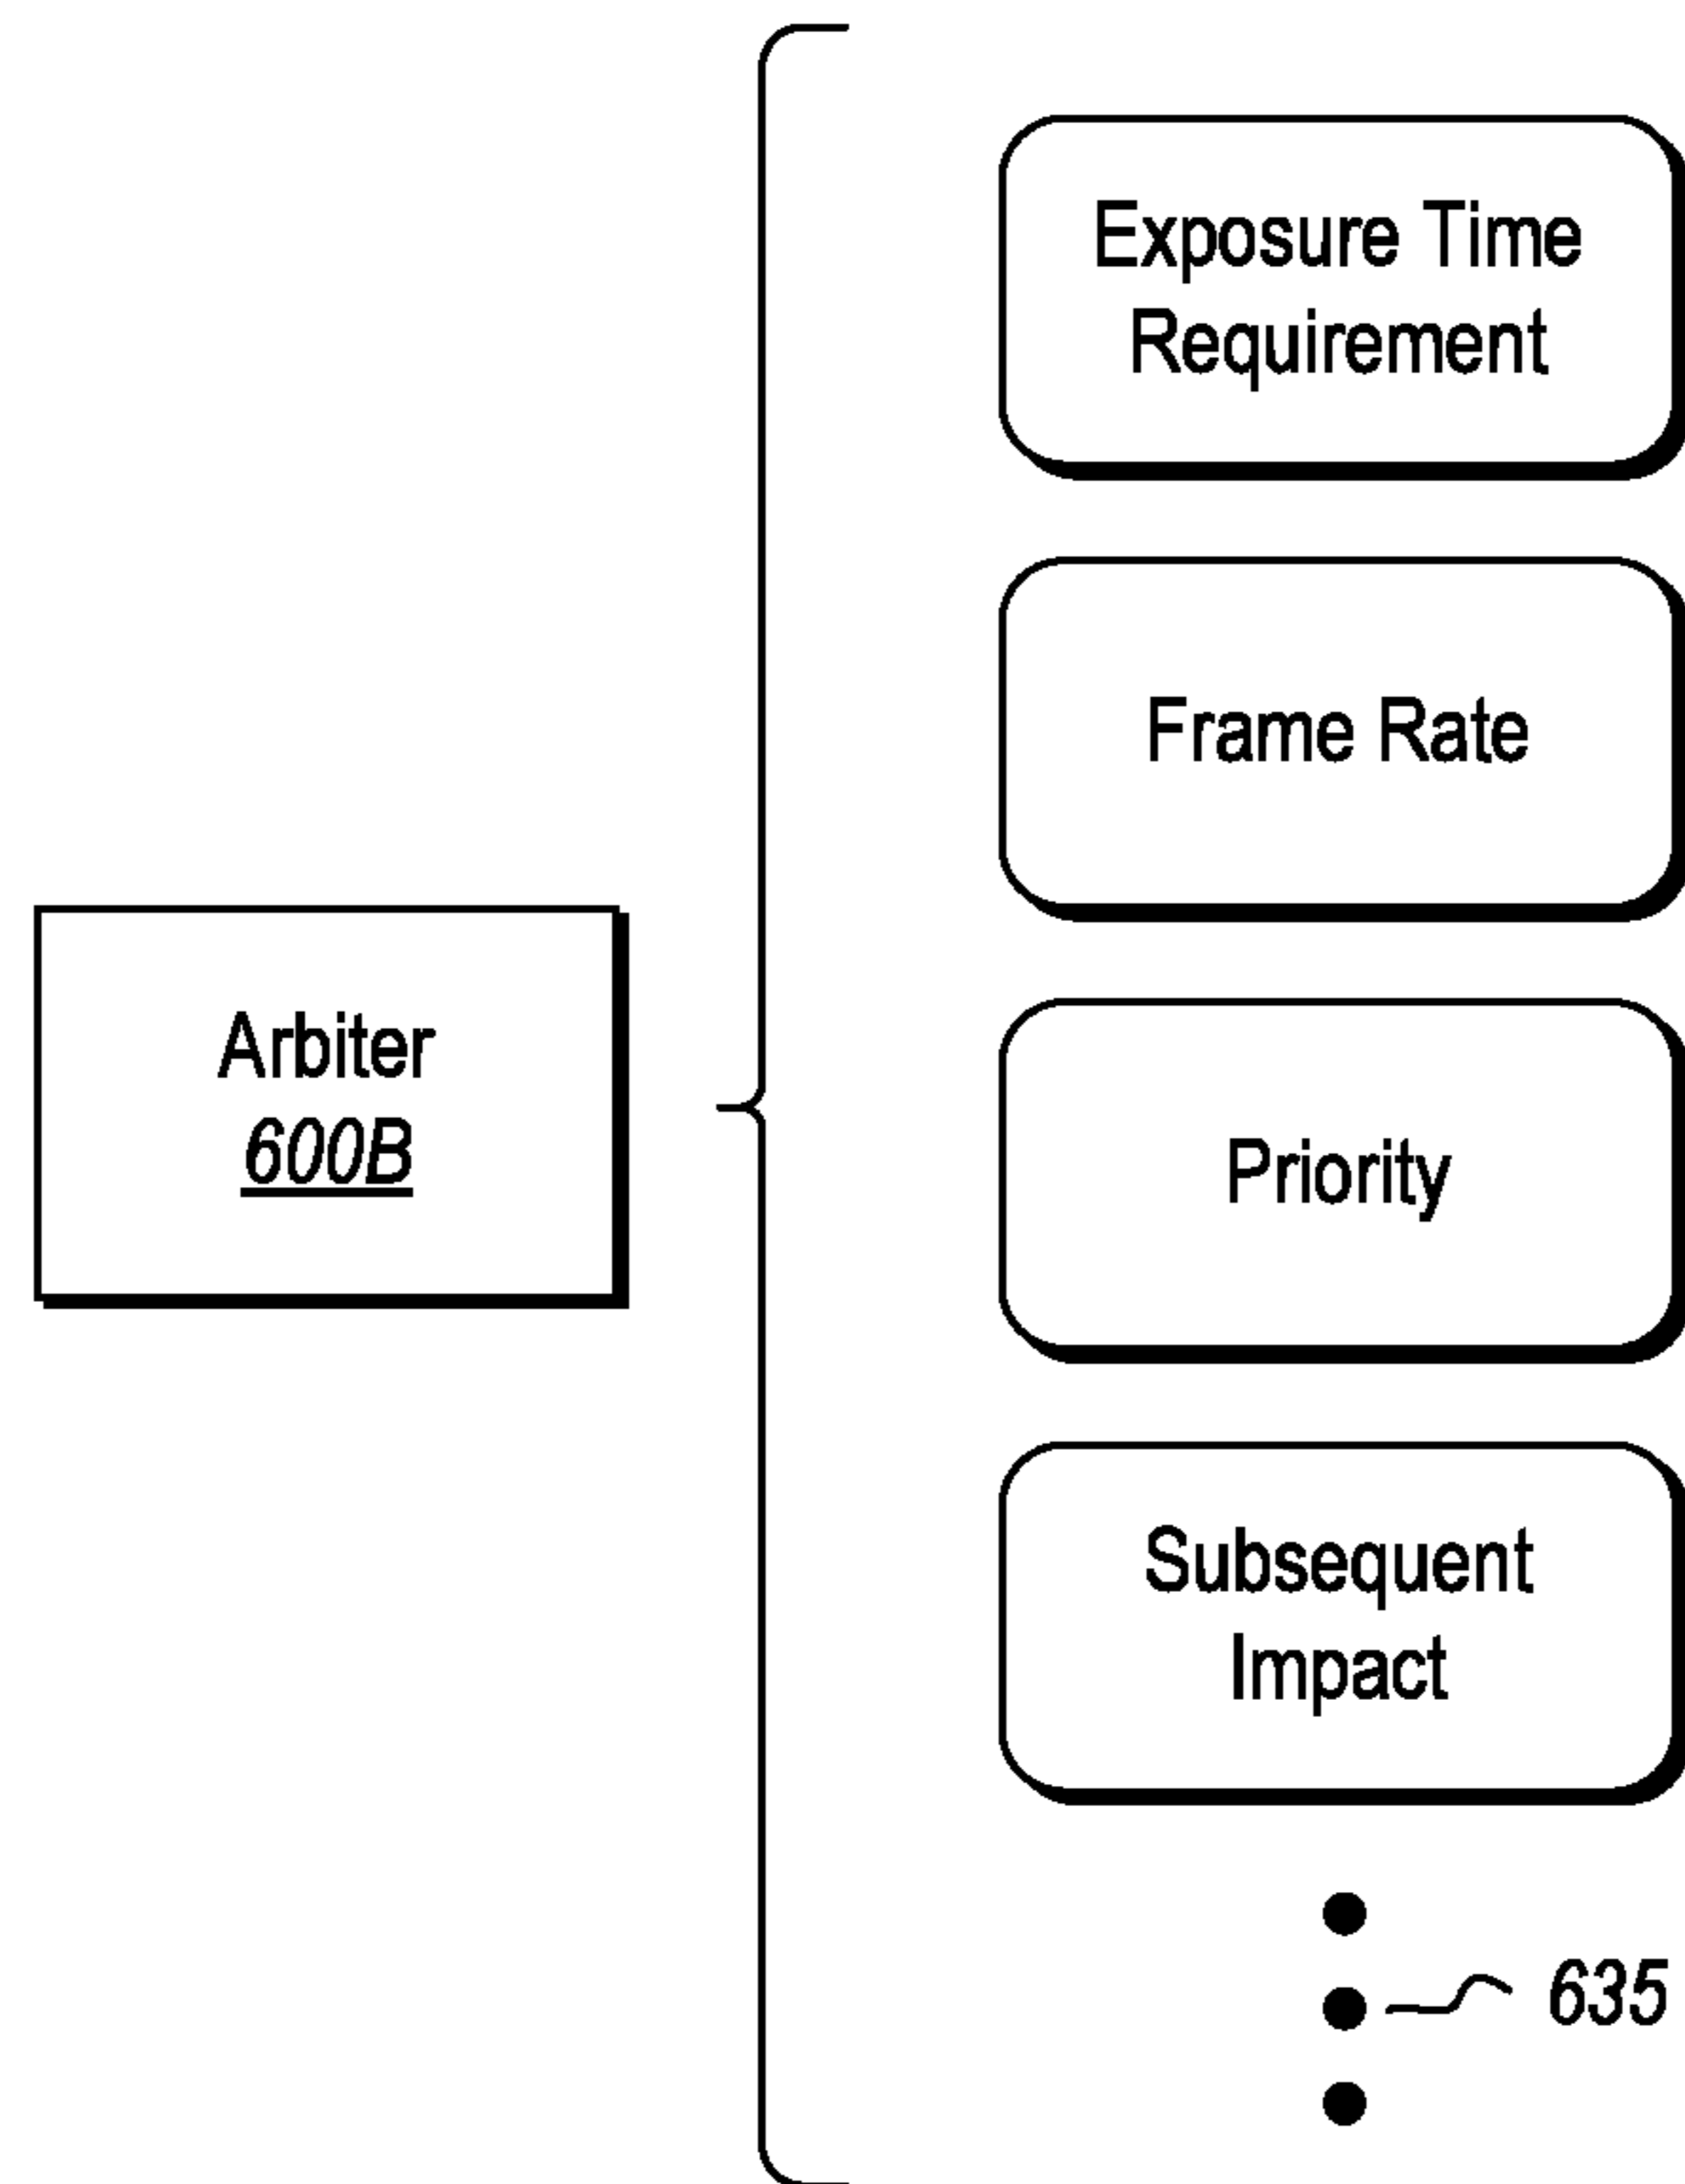 Exposure Time
Requirement
Frame Rate
Arbiter
600B
Priority
Subsequent
Impact
635